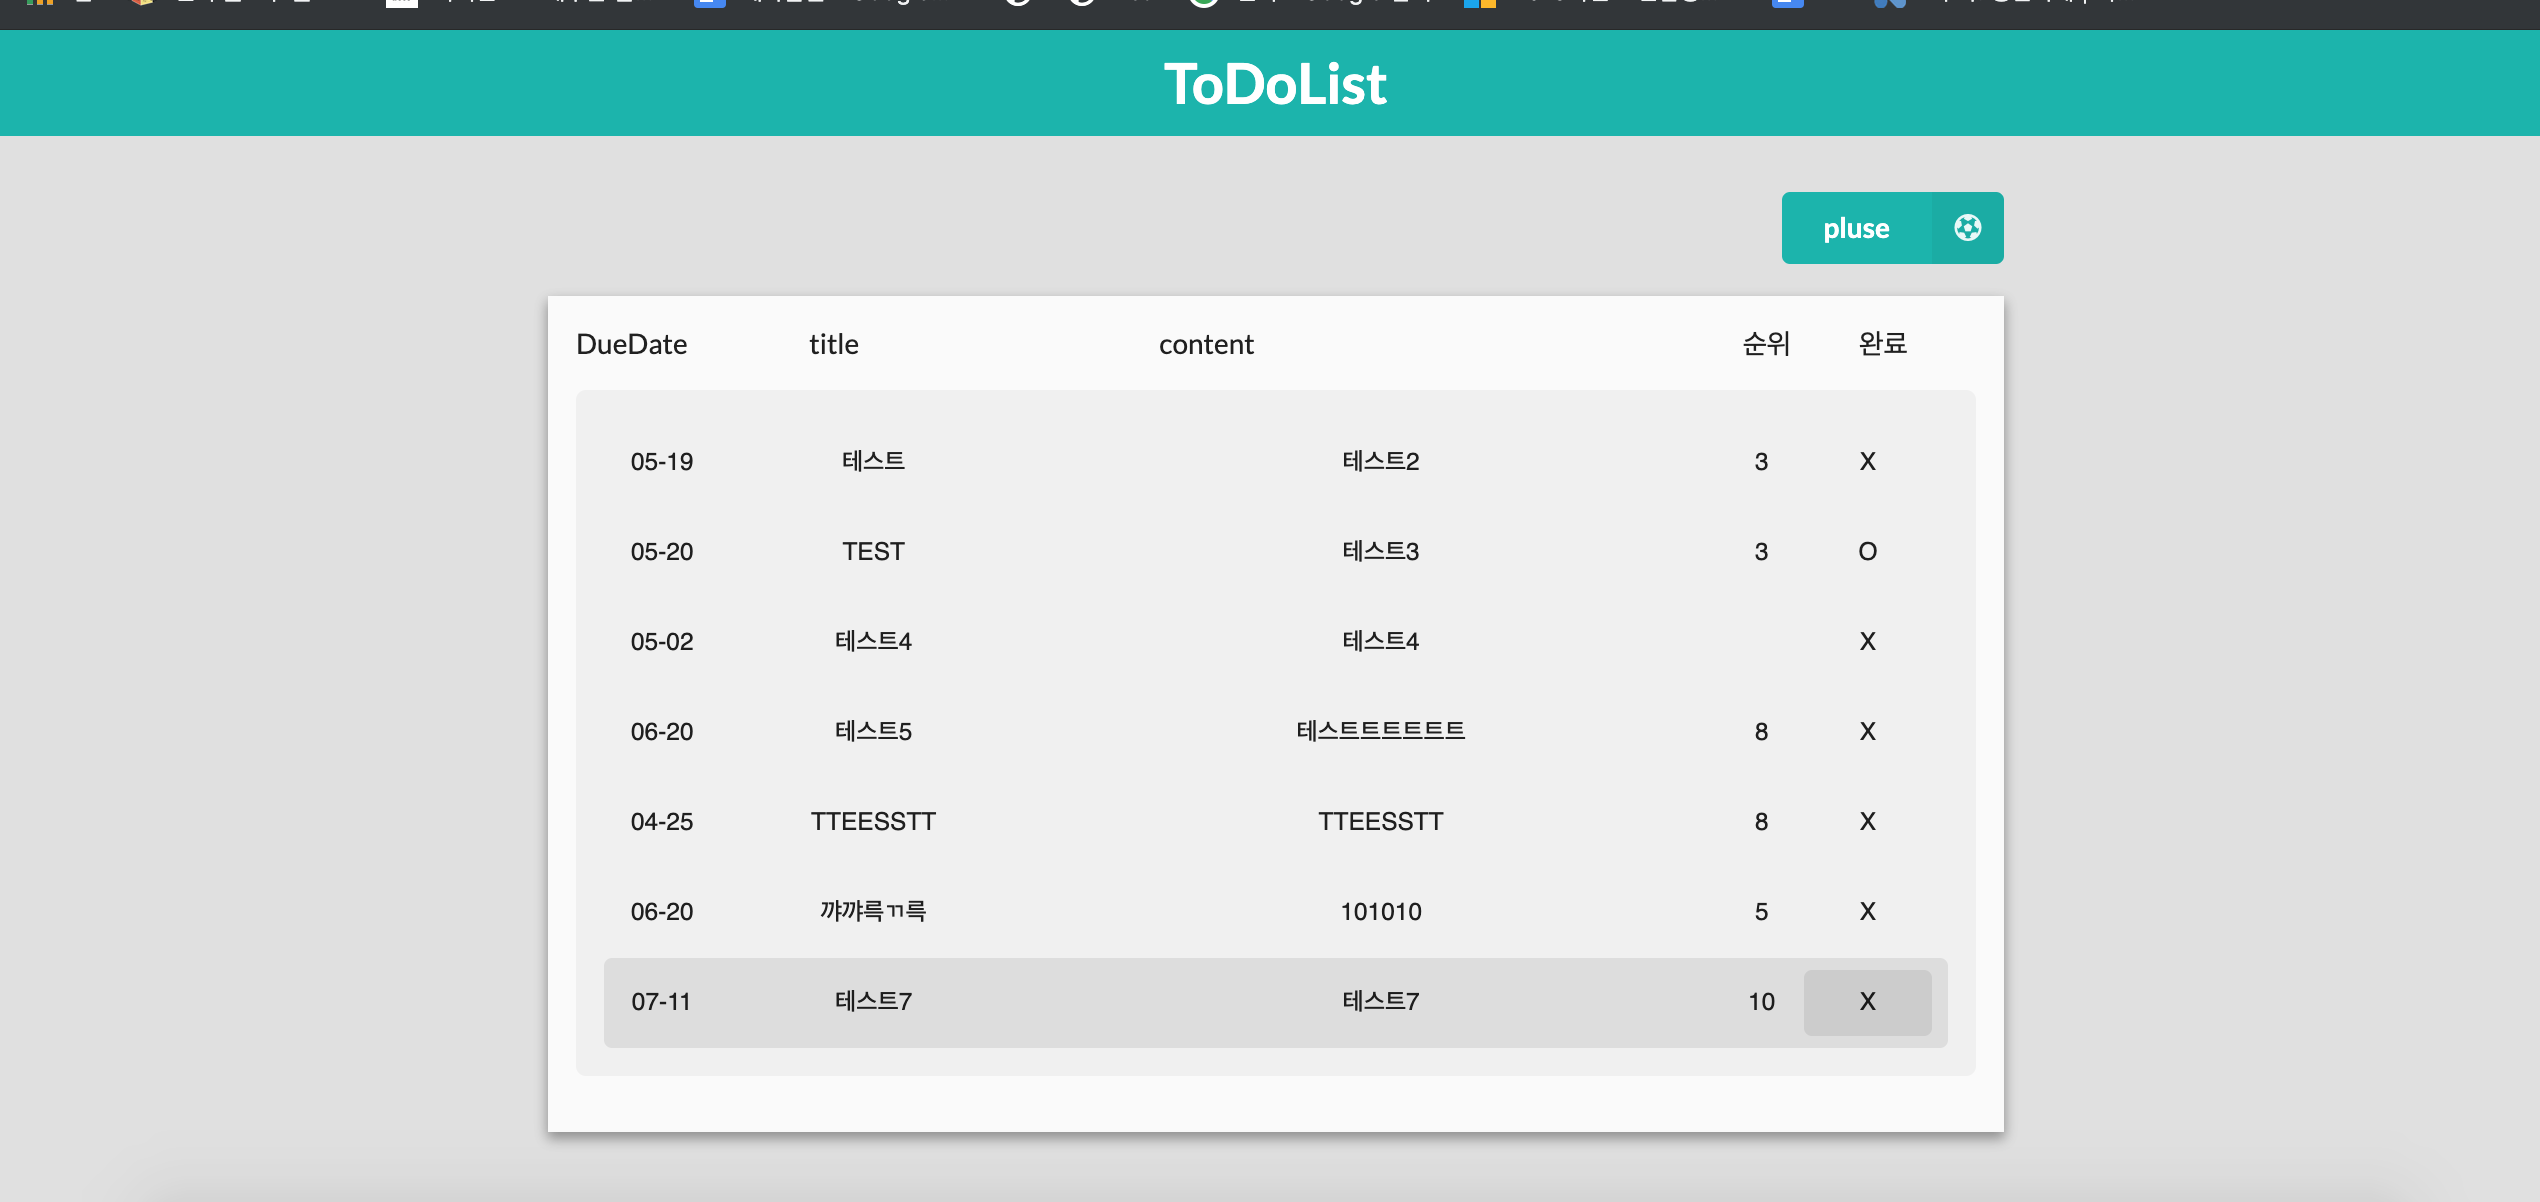 ToDoList
pluse
DueDate title content 순위 완료
05-19 테스트 테스트2 3 X
05-20 TEST 테스트3 3 O
05-02 테스트4 테스트4 X
06-20 테스트5 테스트트트트트트 8 X
04-25 TTEESSTT TTEESSTT 8 X
06-20 꺄꺄륵ㄲ륵 101010 5 X
07-11 테스트7 테스트7 10 X